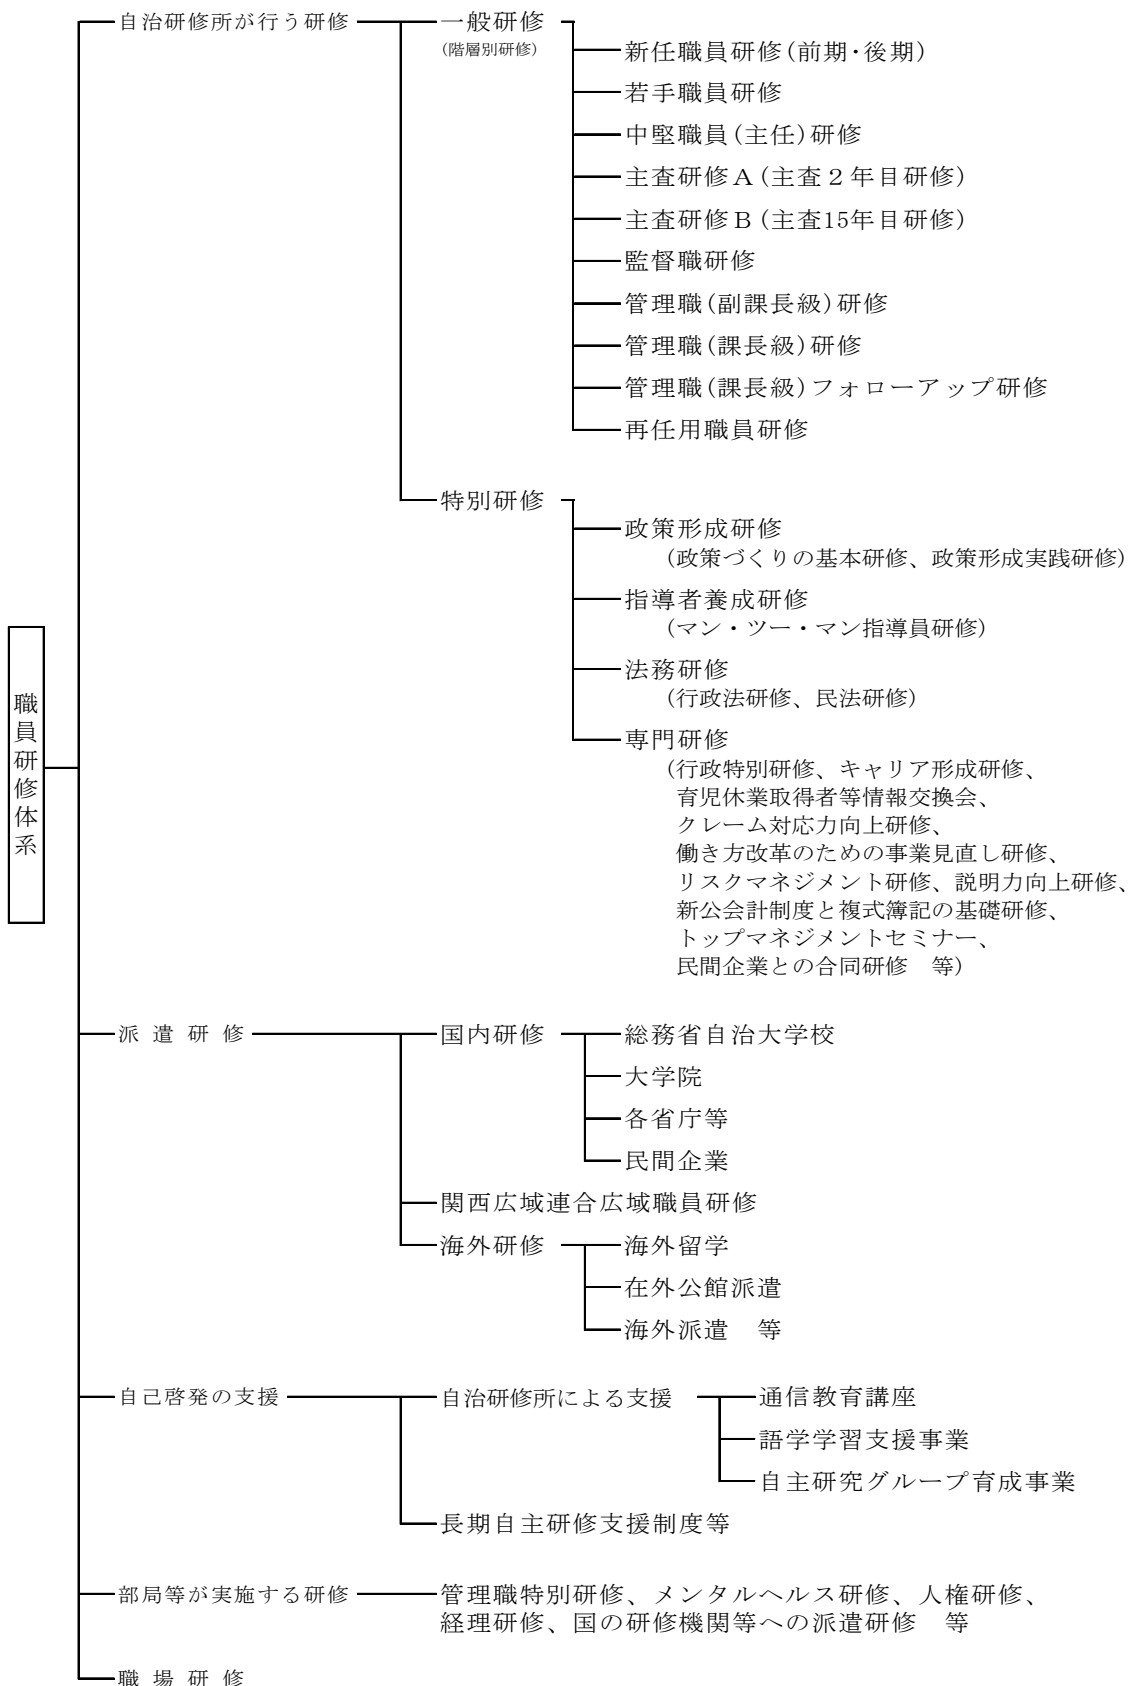 職員研修体系
自治研修所が行う研修
一般研修
(階層別研修)
新任職員研修(前期・後期)
若手職員研修
中堅職員(主任)研修
主査研修A(主査2年目研修)
主査研修B(主査15年目研修)
監督職研修
管理職(副課長級)研修
管理職(課長級)研修
管理職(課長級)フォローアップ研修
再任用職員研修
特別研修
政策形成研修
(政策づくりの基本研修、政策形成実践研修)
指導者養成研修
(マン・ツー・マン指導員研修)
法務研修
(行政法研修、民法研修)
専門研修
(行政特別研修、キャリア形成研修、
育児休業取得者等情報交換会、
クレーム対応力向上研修、
働き方改革のための事業見直し研修、
リスクマネジメント研修、説明力向上研修、
新公会計制度と複式簿記の基礎研修、
トップマネジメントセミナー、
民間企業との合同研修　等)
派遣研修
国内研修
総務省自治大学校
大学院
各省庁等
民間企業
関西広域連合広域職員研修
海外研修
海外留学
在外公館派遣
海外派遣　等
自己啓発の支援
自治研修所による支援
通信教育講座
語学学習支援事業
自主研究グループ育成事業
長期自主研修支援制度等
部局等が実施する研修
管理職特別研修、メンタルヘルス研修、人権研修、
経理研修、国の研修機関等への派遣研修　等
職場研修